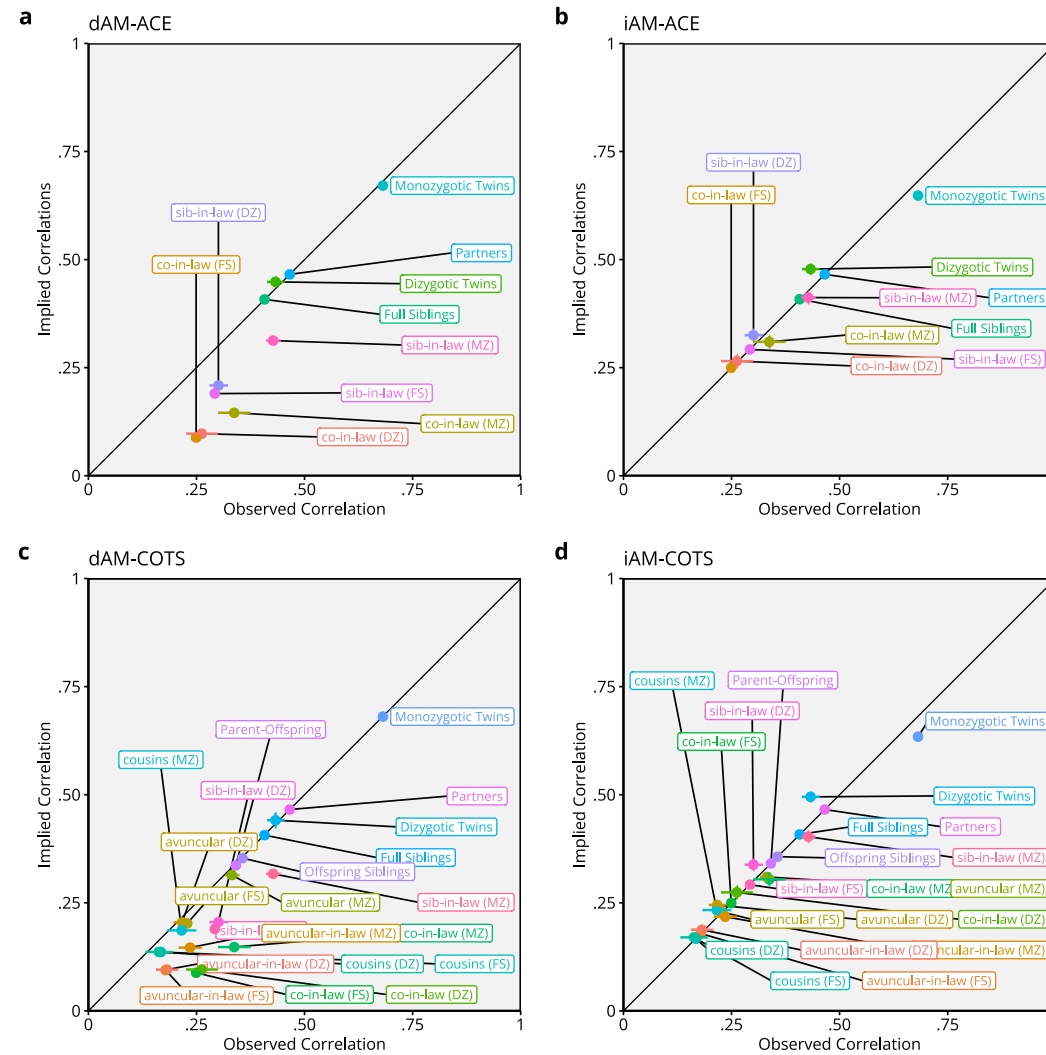 a
dAM-ACE
1
.75
.50
.25
0
0
.25
.50
.75
1
Implied Correlations
Observed Correlation
sib-in-law (DZ)
co-in-law (FS)
Monozygotic Twins
Partners
Dizygotic Twins
Full Siblings
sib-in-law (MZ)
sib-in-law (FS)
co-in-law (MZ)
co-in-law (DZ)
b
iAM-ACE
1
.75
.50
.25
0
0
.25
.50
.75
Implied Correlations
Observed Correlation
sib-in-law (DZ)
co-in-law (FS)
Monozygotic Twins
Dizygotic Twins
Partners
sib-in-law (MZ)
Full Siblings
co-in-law (MZ)
sib-in-law (FS)
co-in-law (DZ)
c
dAM-COTS
1
.75
.50
.25
0
0
.25
.50
.75
1
Implied Correlation
Observed Correlation
Monozygotic Twins
Parent-Offspring
cousins (MZ)
sib-in-law (DZ)
Partners
Dizygotic Twins
avuncular (DZ)
Full Siblings
Offspring Siblings
avuncular (FS)
avuncular (MZ)
sib-in-law (MZ)
sib-in-l
avuncular-in-law (MZ)
co-in-law (MZ)
avuncular-in-law (DZ)
cousins (DZ)
cousins (FS)
avuncular-in-law (FS)
co-in-law (FS)
co-in-law (DZ)
d
iAM-COTS
1
.75
.50
.25
0
0
.25
.50
.75
Implied Correlation
Observed Correlation
cousins (MZ)
Parent-Offspring
sib-in-law (DZ)
Monozygotic Twins
co-in-law (FS)
Dizygotic Twins
Full Siblings
Partners
Offspring Siblings
sib-in-law (MZ)
sib-in-law (FS)
co-in-law (MZ
avuncular (MZ)
avuncular (FS)
avuncular (DZ)
co-in-law (DZ)
cousins (DZ)
avuncular-in-law (DZ)
ncular-in-law (MZ)
cousins (FS)
avuncular-in-law (FS)